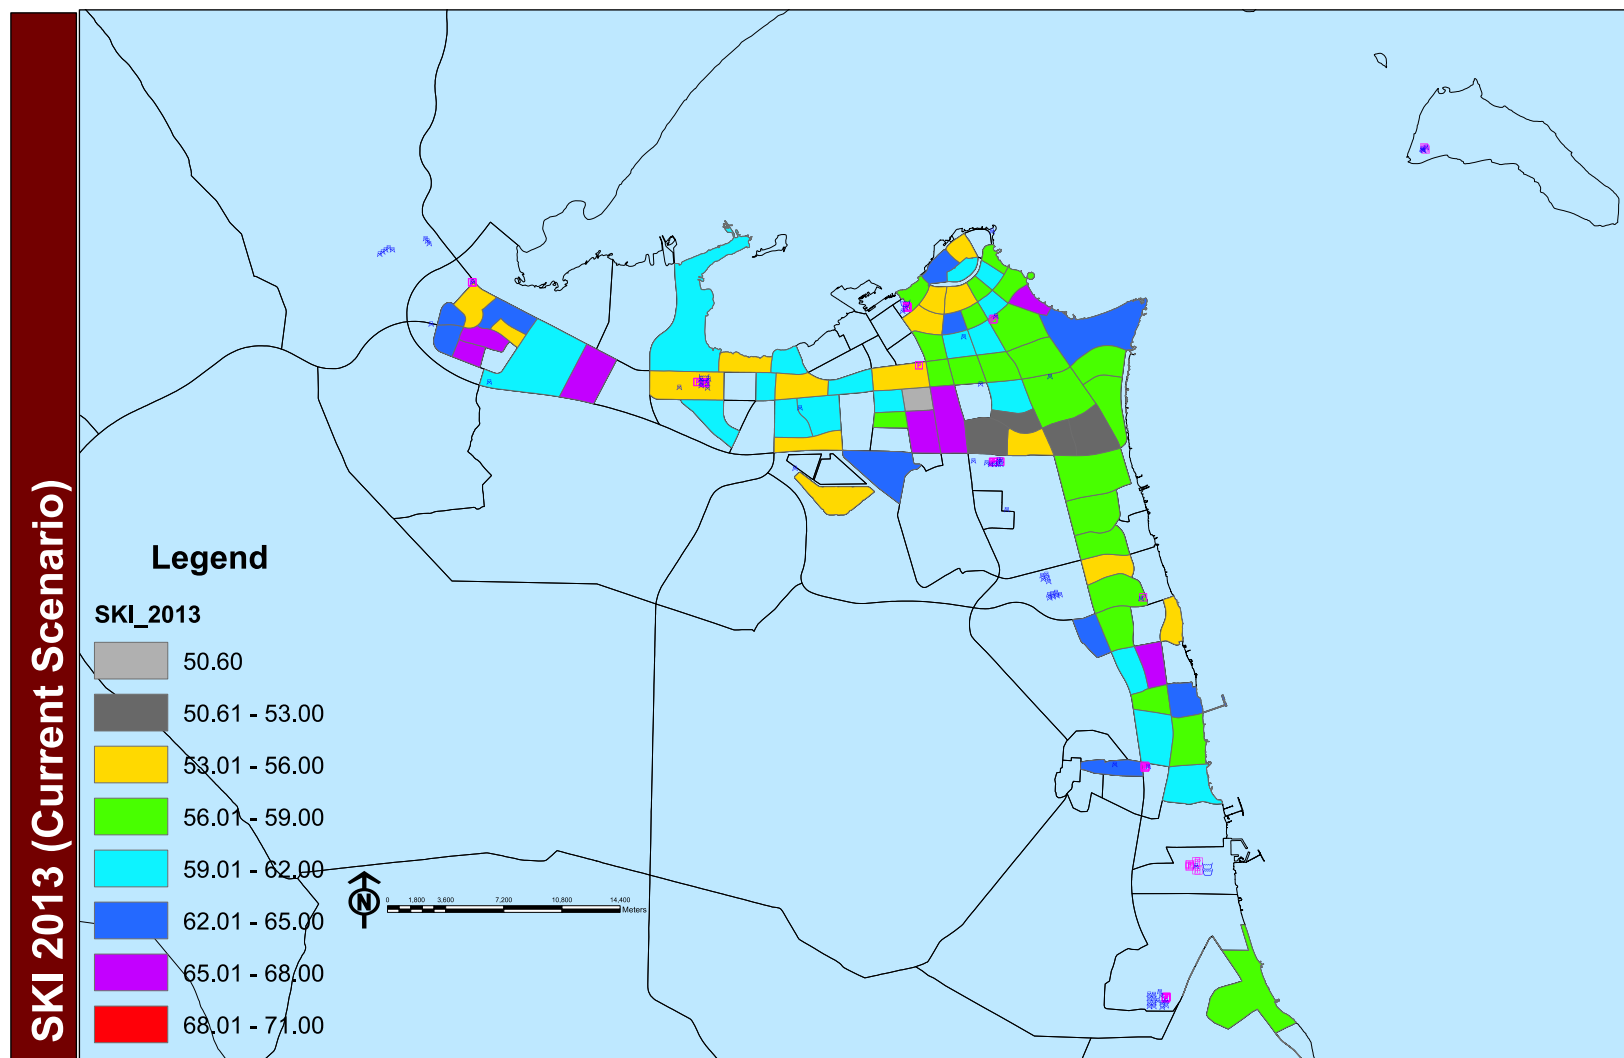 SKI 2013 (Current Scenario)
Legend
SKI_2013
50.60
50.61 - 53.00
53.01 - 56.00
56.01 - 59.00
59.01 - 62.00
62.01 - 65.00
65.01 - 68.00
68.01 - 71.00
N
0 1,800 3,600 7,200 10,800 14,400
Meters